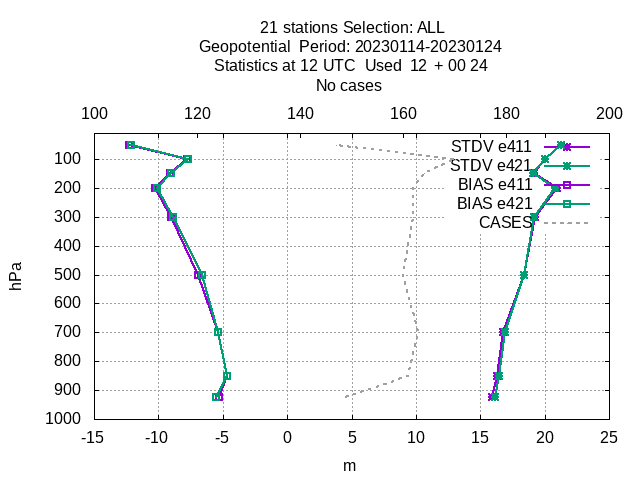 21 stations Selection: ALL
Geopotential  Period: 20230114-20230124
Statistics at 12 UTC  Used  12  + 00 24
No cases
100 120 140 160 180 200
STDV e411
STDV e421
BIAS e411
BIAS e421
CASES
100
200
300
400
500
600
700
800
900
1000
hPa
-15 -10 -5 0 5 10 15 20 25
m